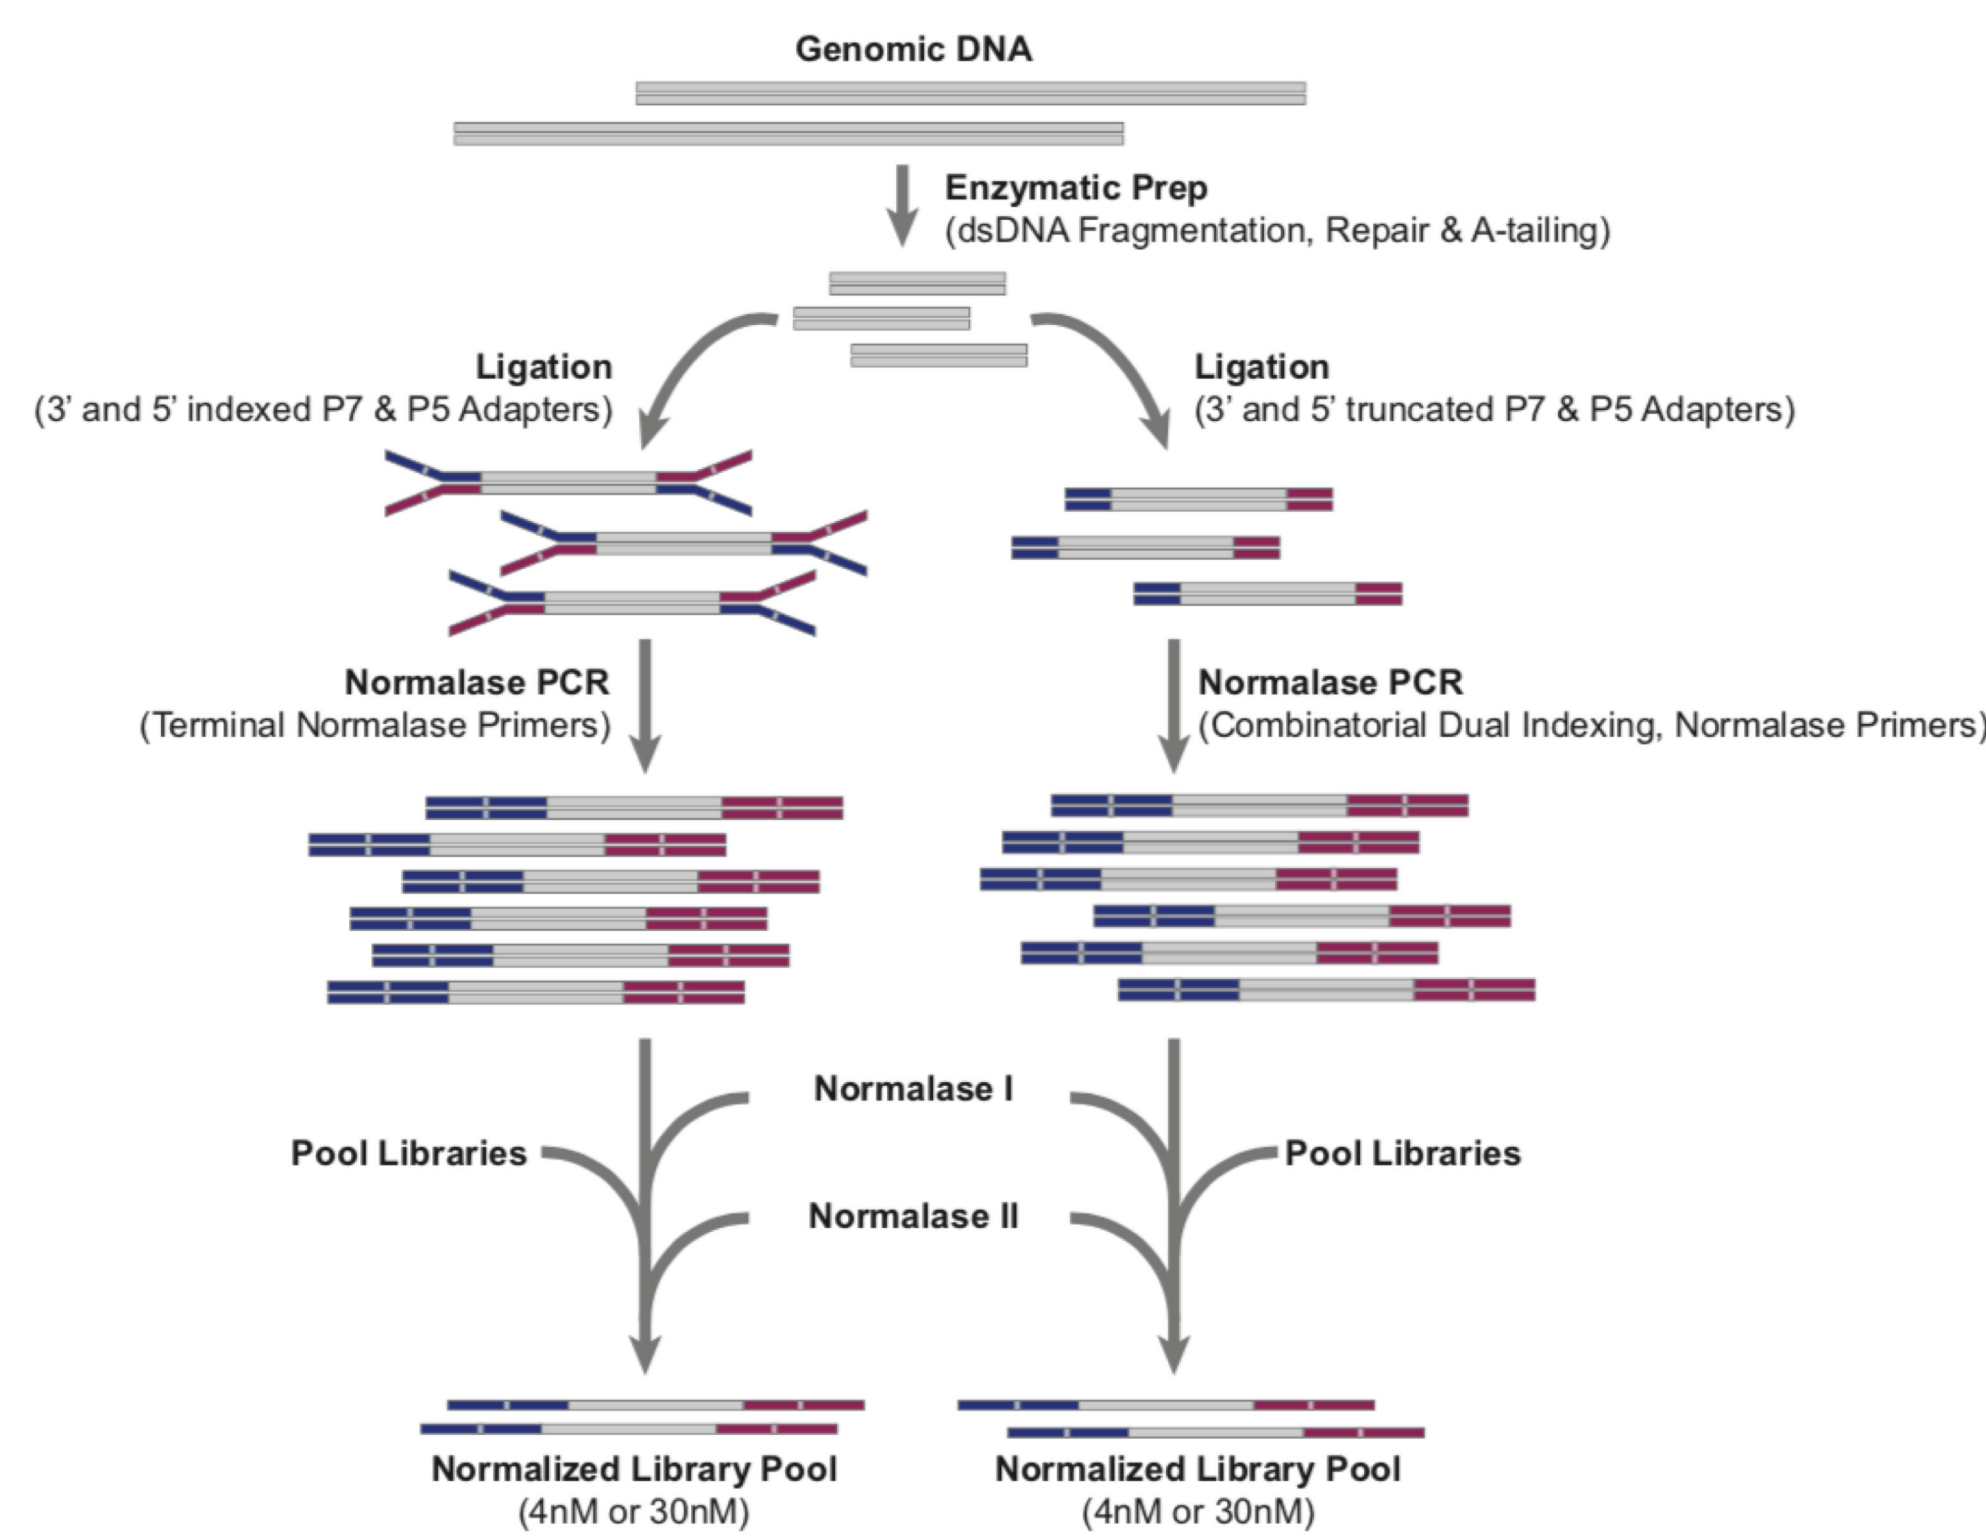 Genomic DNA
Enzymatic Prep
(dsDNA Fragmentation, Repair & A-tailing)
Ligation
(3’ and 5’ indexed P7 & P5 Adapters)
Ligation
(3’ and 5’ truncated P7 & P5 Adapters)
Normalase PCR
(Terminal Normalase Primers)
Normalase PCR
(Combinatorial Dual Indexing, Normalase Primers)
Normalase I
Pool Libraries
Pool Libraries
Normalase II
Normalized Library Pool
(4nM or 30nM)
Normalized Library Pool
(4nM or 30nM)